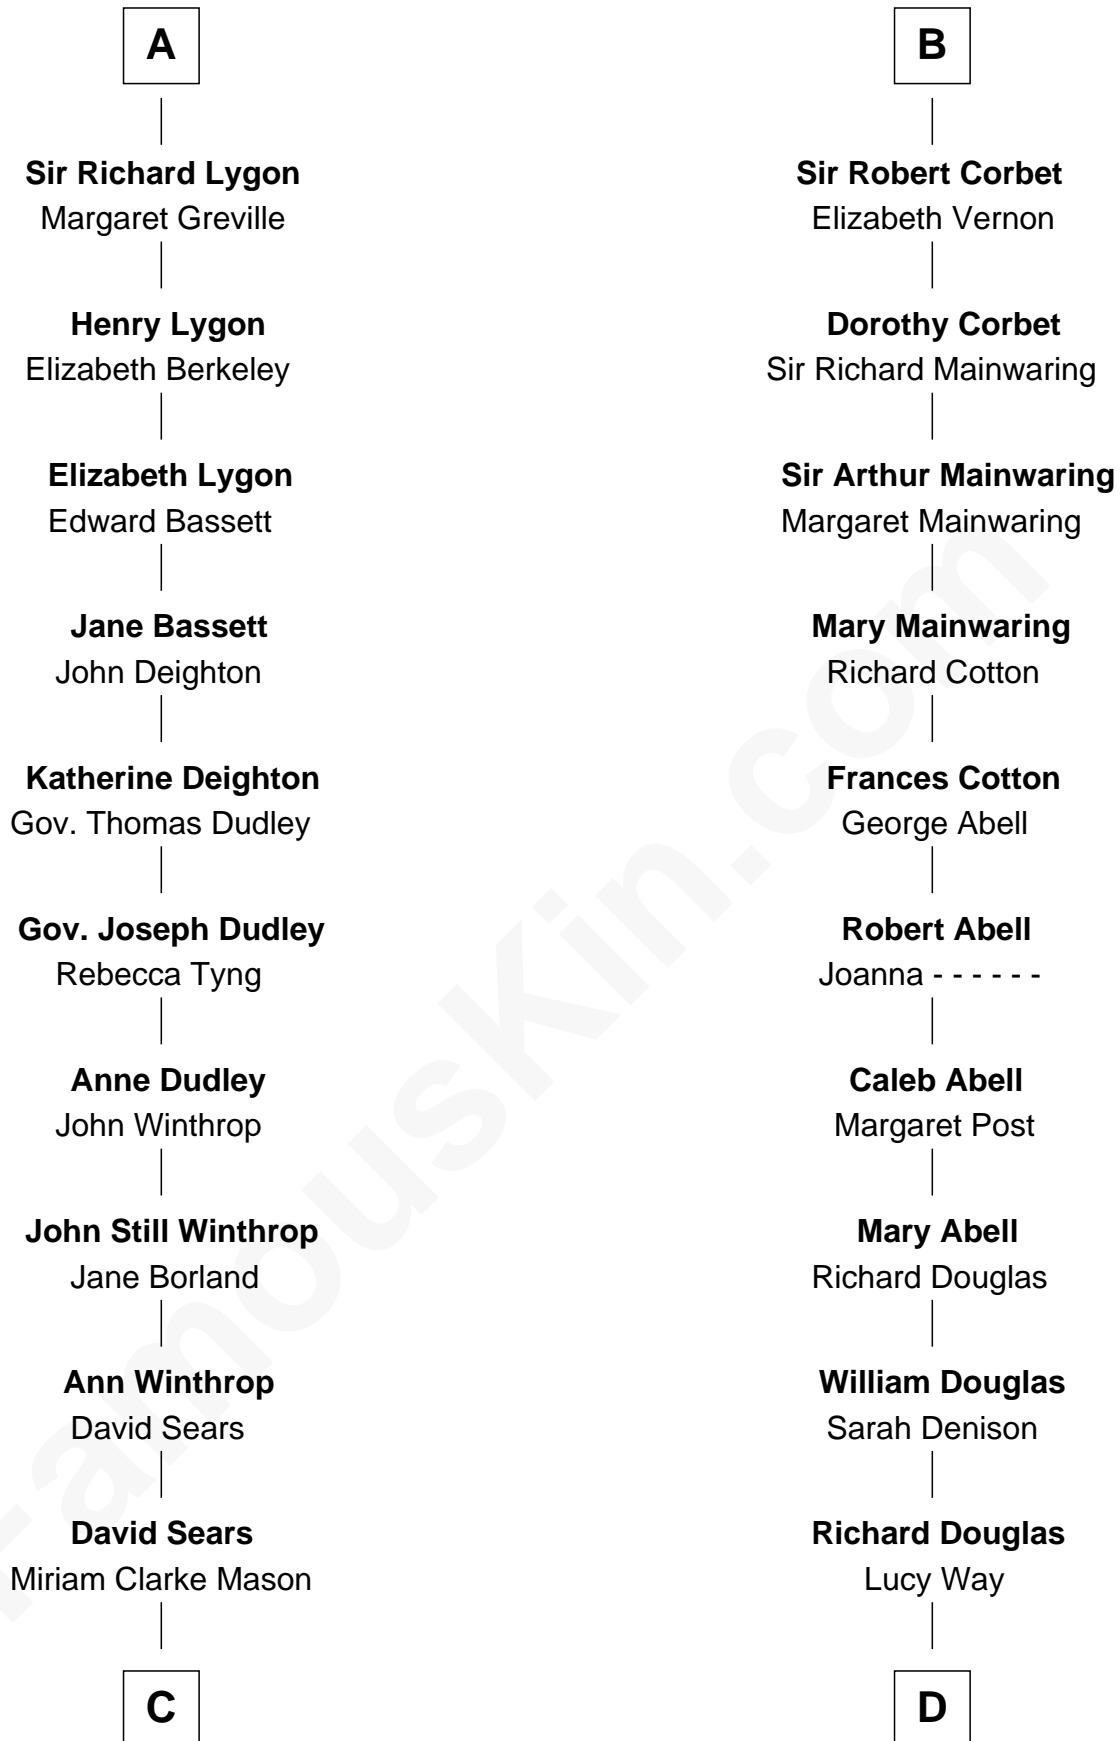 A
Sir Richard Lygon
Margaret Greville
Henry Lygon
Elizabeth Berkeley
Elizabeth Lygon
Edward Bassett
Jane Bassett
John Deighton
Katherine Deighton
Gov. Thomas Dudley
Gov. Joseph Dudley
Rebecca Tyng
Anne Dudley
John Winthrop
John Still Winthrop
Jane Borland
Ann Winthrop
David Sears
David Sears
Miriam Clarke Mason
C
B
Sir Robert Corbet
Elizabeth Vernon
Dorothy Corbet
Sir Richard Mainwaring
Sir Arthur Mainwaring
Margaret Mainwaring
Mary Mainwaring
Richard Cotton
Frances Cotton
George Abell
Robert Abell
Joanna - - - - - -
Caleb Abell
Margaret Post
Mary Abell
Richard Douglas
William Douglas
Sarah Denison
Richard Douglas
Lucy Way
D
FamousKin.com